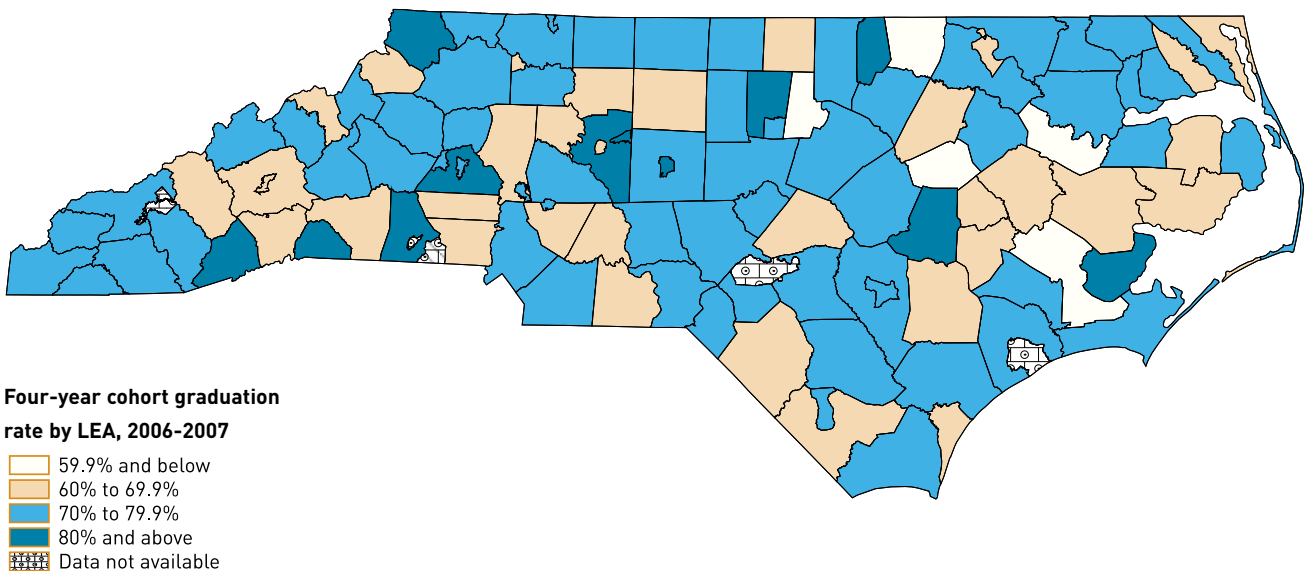 Four-year cohort graduation
rate by LEA, 2006-2007
59.9% and below
60% to 69.9%
70% to 79.9%
80% and above
Data not available